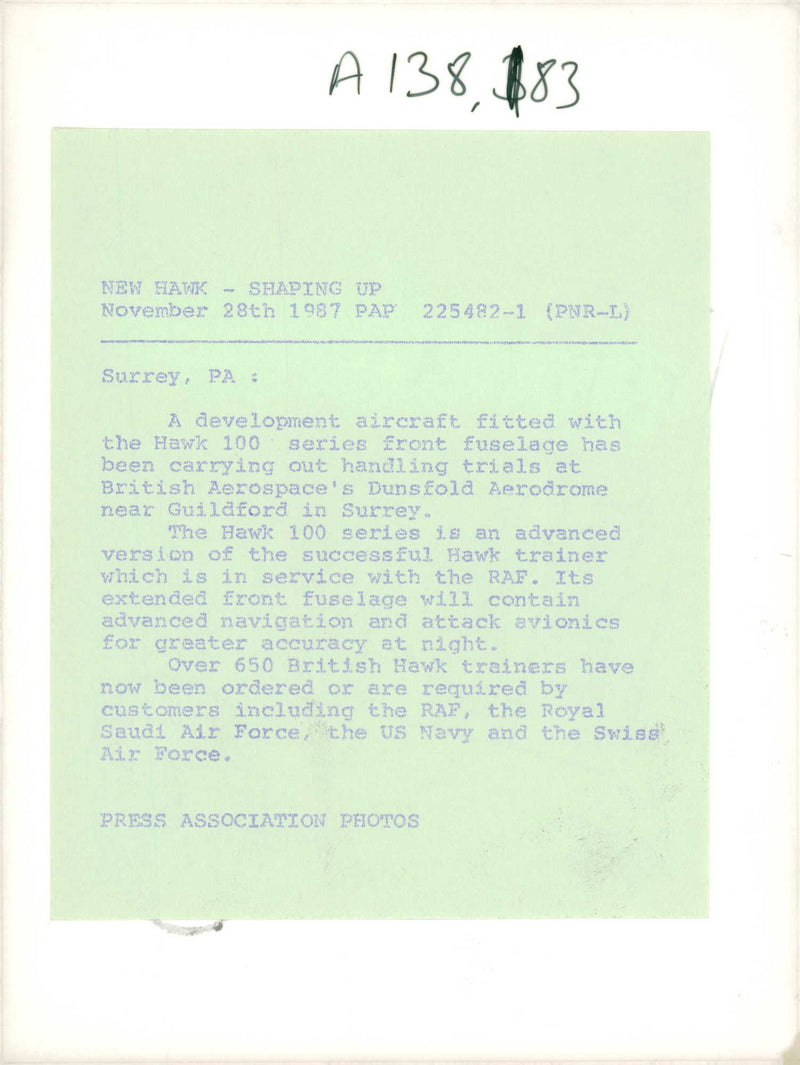 A 138, 183
NEW HAWK - SHAPING UP
November 28th 1987 PAP 225482-1 (PNR-L)
Surrey, PA :
A development aircraft fitted with
the Hawk 100 series front fuselage has
been carrying out handling trials at
British Aerospace's Dunsfold Aerodrome
near Guildford in Surrey.
The Hawk 100 series is an advanced
version of the successful Hawk trainer
which is in service with the RAF. Its
extended front fuselage will contain
advanced navigation and attack avionics
for greater accuracy at night.
Over 650 British Hawk trainers have
now been ordered or are required by
customers including the RAF, the Royal
Saudi Air Force, the US Navy and the Swiss
Air Force.
PRESS ASSOCIATION PHOTOS